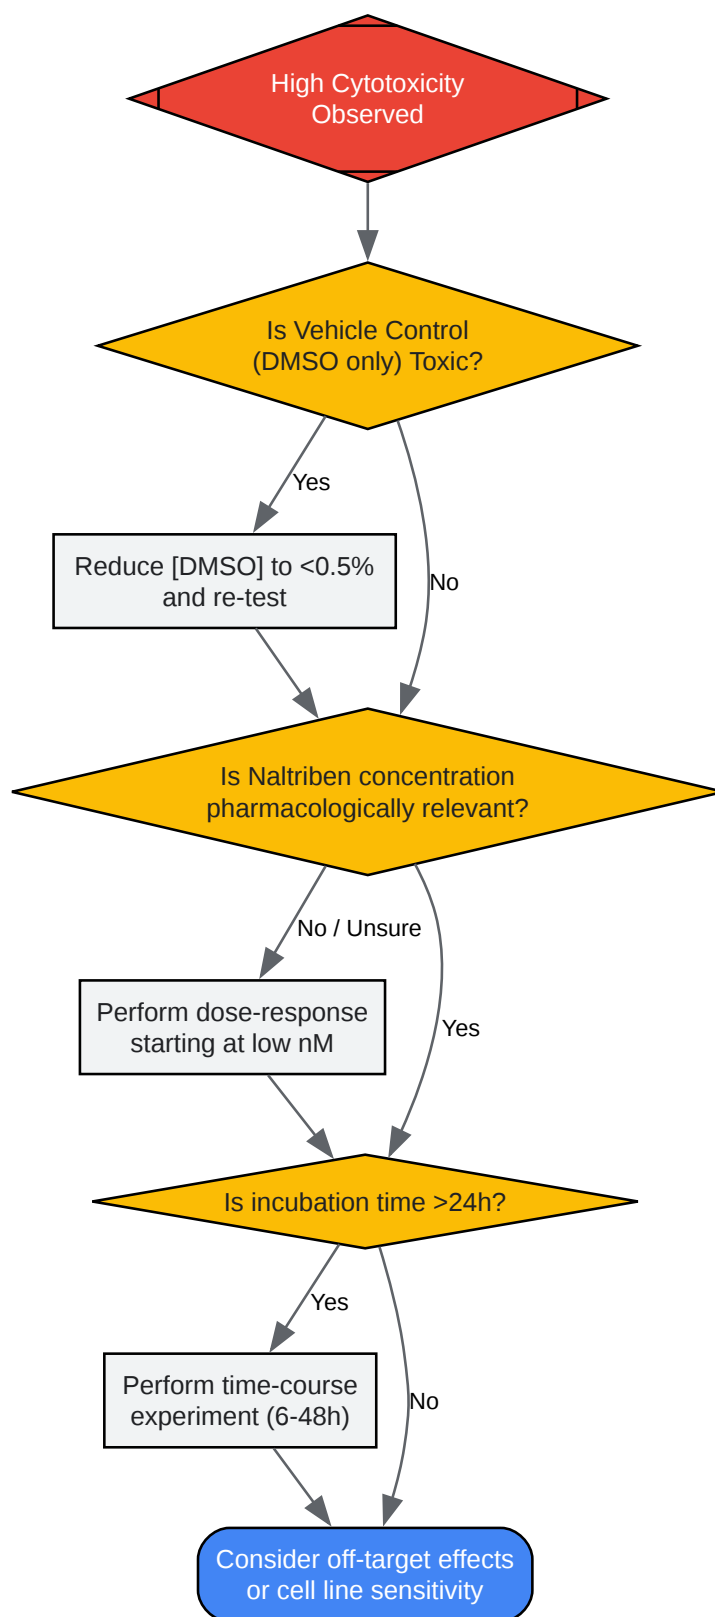 High Cytotoxicity
Observed
Is Vehicle Control
(DMSO only) Toxic?
Yes
Reduce [DMSO] to <0.5%
and re-test
No
Is Naltriben concentration
pharmacologically relevant?
No / Unsure
Perform dose-response
starting at low nM
Yes
Is incubation time >24h?
Yes
Perform time-course
experiment (6-48h)
No
Consider off-target effects
or cell line sensitivity